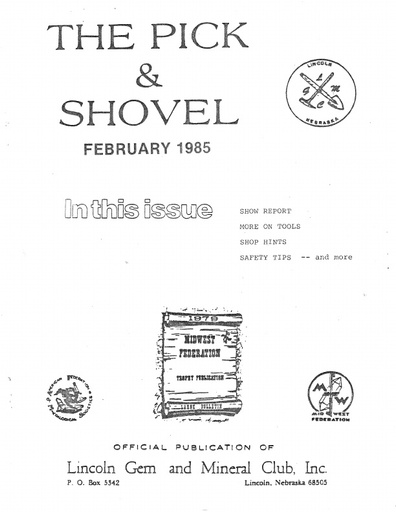 THE PICK
&
SHOVEL
FEBRUARY 1985
LINCOLN
L
G M
C
NEBRASKA
In this issue
SHOW REPORT
MORE ON TOOLS
SHOP HINTS
SAFETY TIPS -- and more
1979
MIDWEST
FEDERATION
TROPHY PUBLICATION
LARGE BULLETIN
M W
MIDWEST
FEDERATION
OFFICIAL PUBLICATION OF
Lincoln Gem and Mineral Club, Inc.
P. O. Box 5342
Lincoln, Nebraska 68505